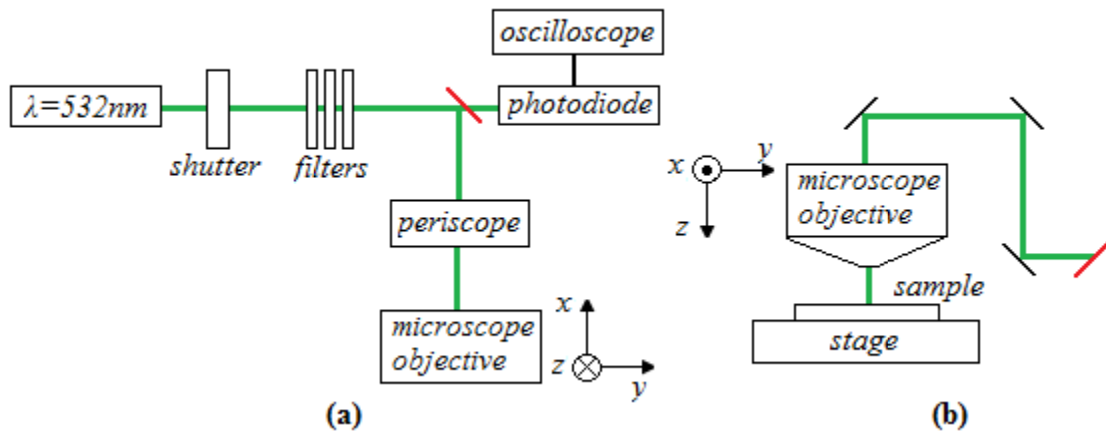 oscilloscope
λ=532nm
photodiode
shutter
filters
periscope
microscope
objective
x
z
y
(a)
x
y
z
microscope
objective
sample
stage
(b)